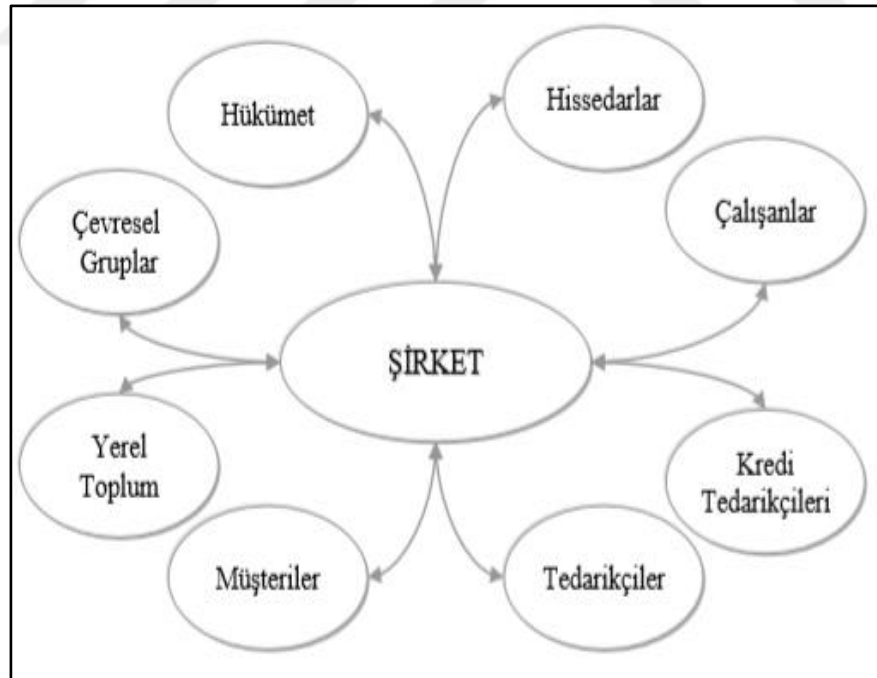 Hükümet
Hissedarlar
Çevresel
Gruplar
Çalışanlar
ŞİRKET
Yerel
Toplum
Kredi
Tedarikçileri
Müşteriler
Tedarikçiler